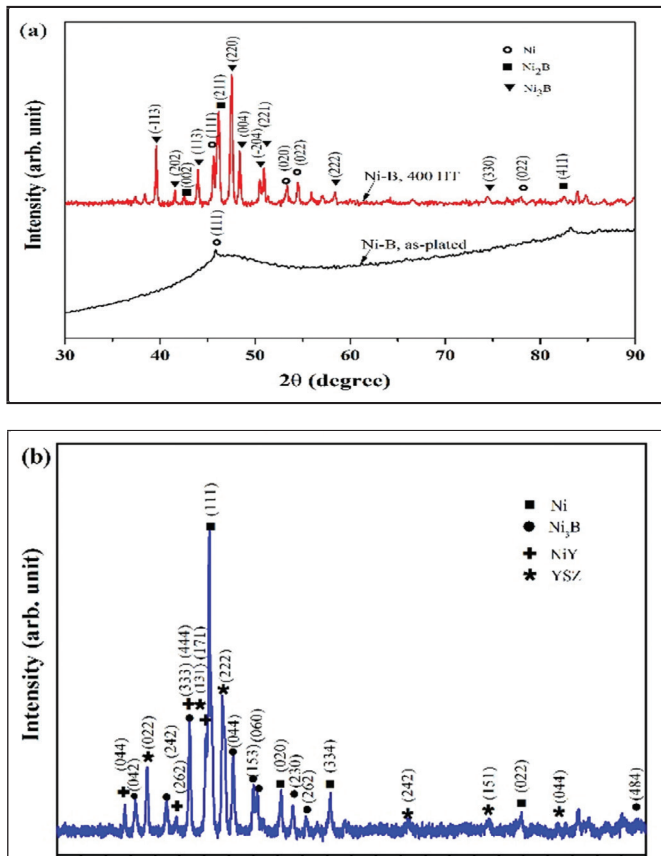 (a)
Intensity (arb. unit)
Ni
Ni₂B
Ni₃B
(-113)
(202)
(002)
(113)
(111)
(211)
(220)
(004)
(-204)
(221)
(020)
(022)
(222)
(330)
(022)
(411)
Ni-B, 400 HT
(111)
Ni-B, as-plated
30 40 50 60 70 80 90
2θ (degree)
(b)
Intensity (arb. unit)
Ni
Ni₃B
NiY
YSZ
(044)
(042)
(022)
(242)
(262)
(333) (444)
(131) (171)
(111)
(222)
(044)
(153)
(060)
(020)
(230)
(262)
(334)
(242)
(151)
(022)
(044)
(484)